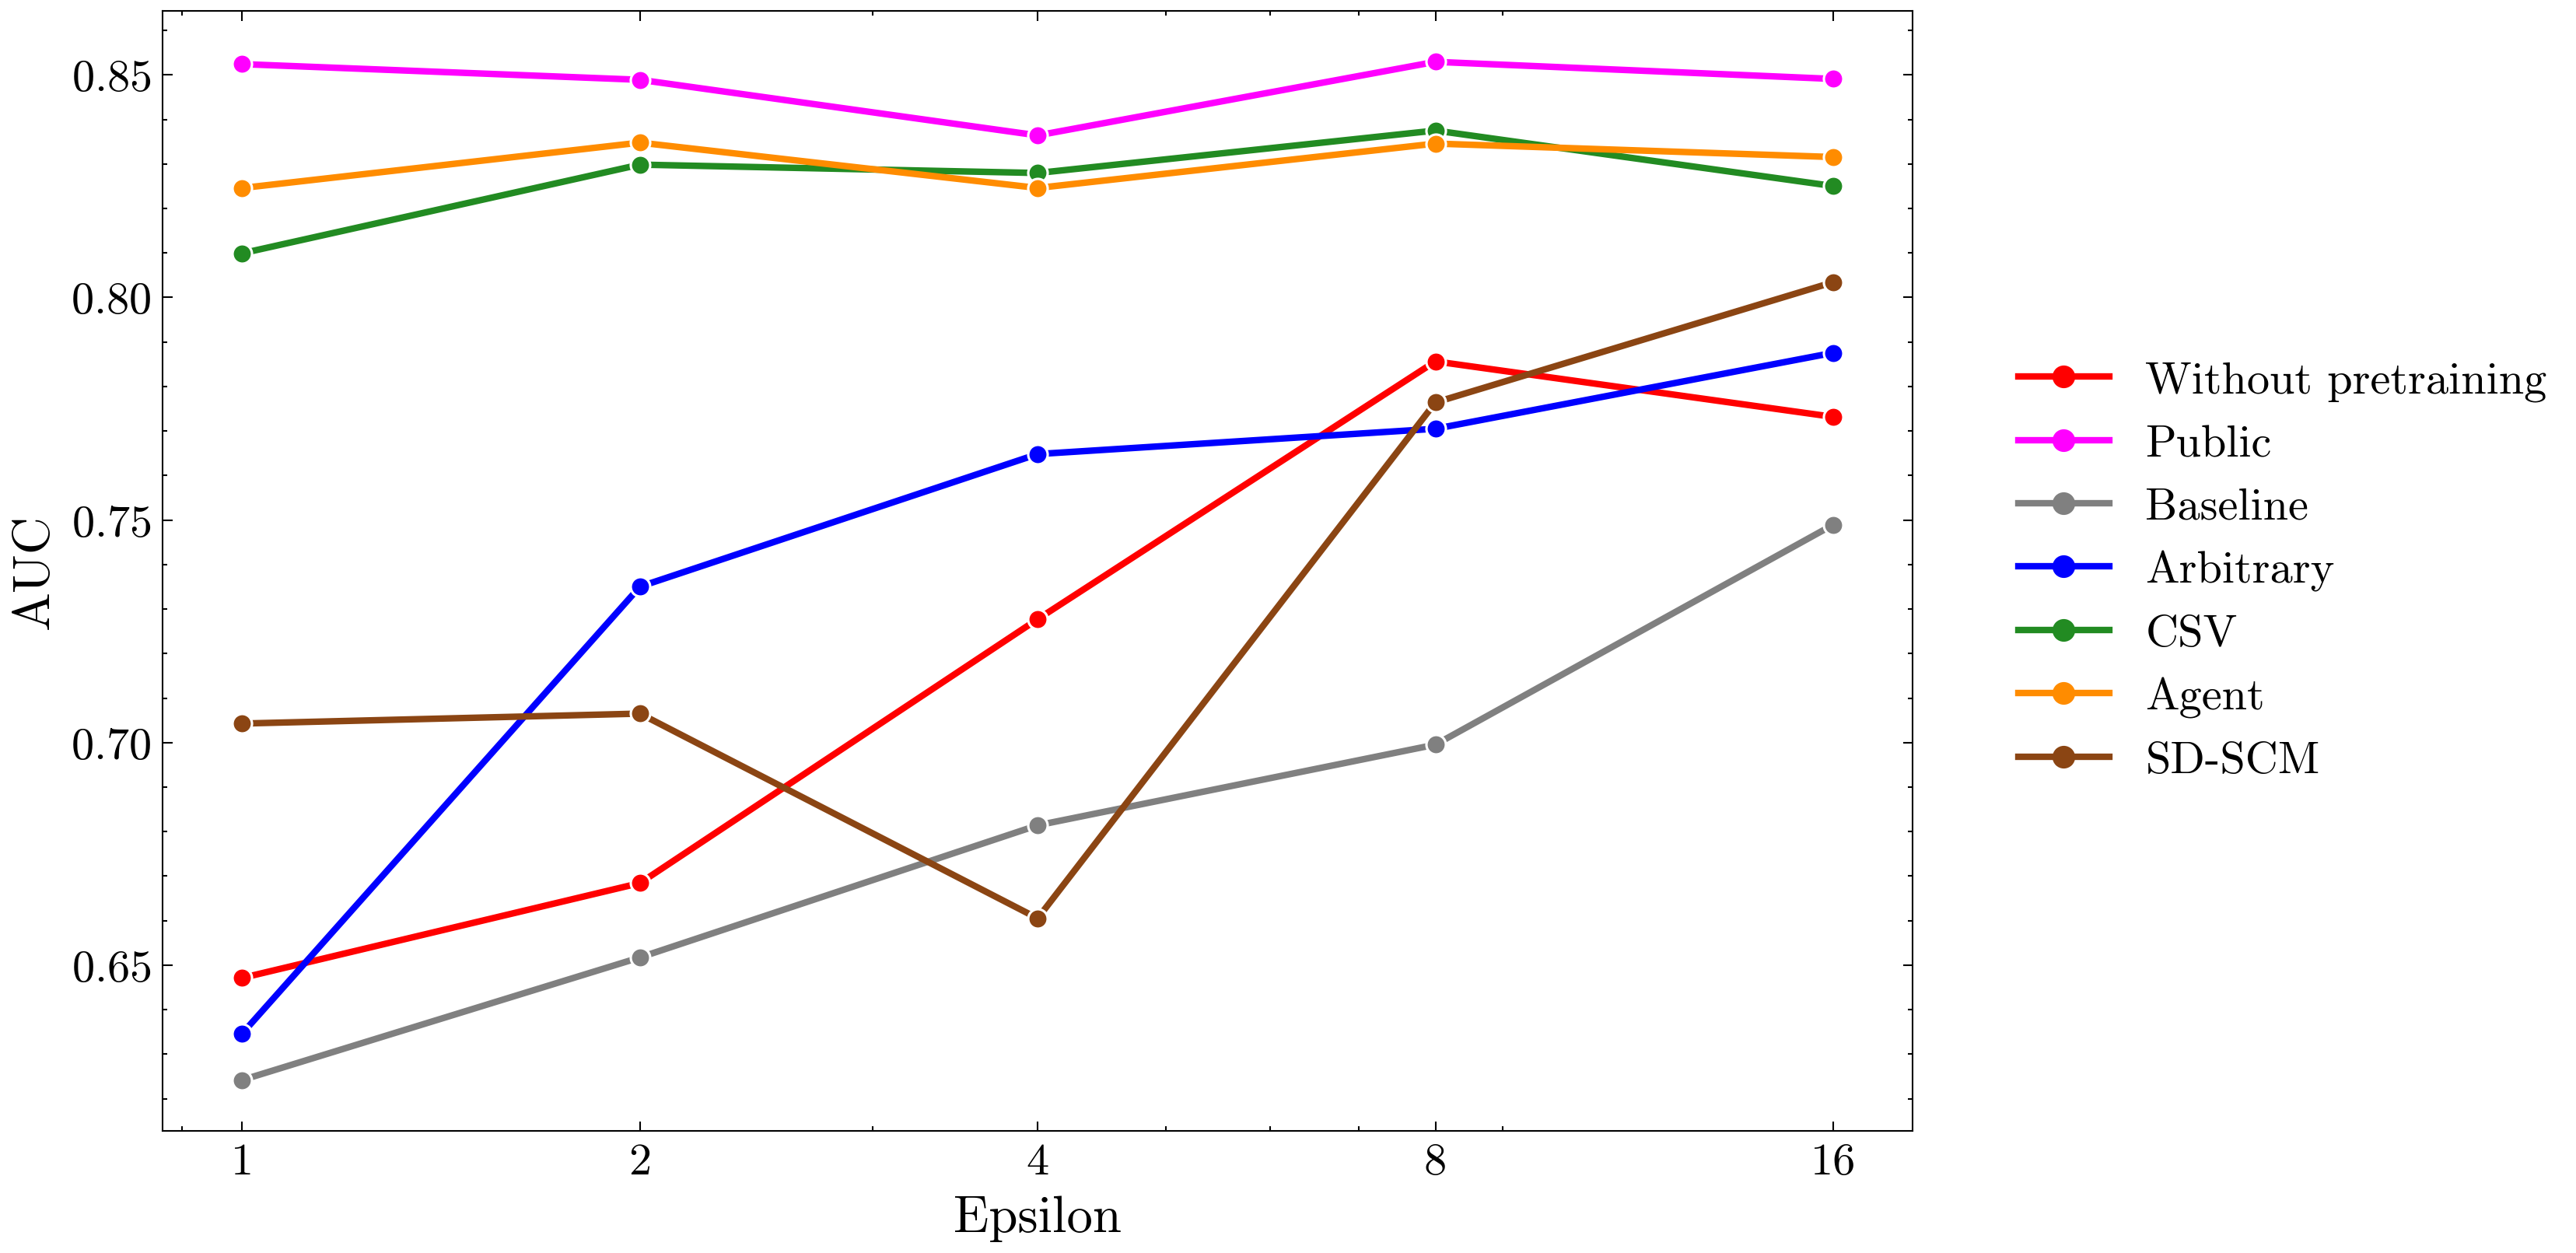 0.85
0.80
0.75
0.70
0.65
AUC
1 2 4 8 16
Epsilon
Without pretraining
Public
Baseline
Arbitrary
CSV
Agent
SD-SCM